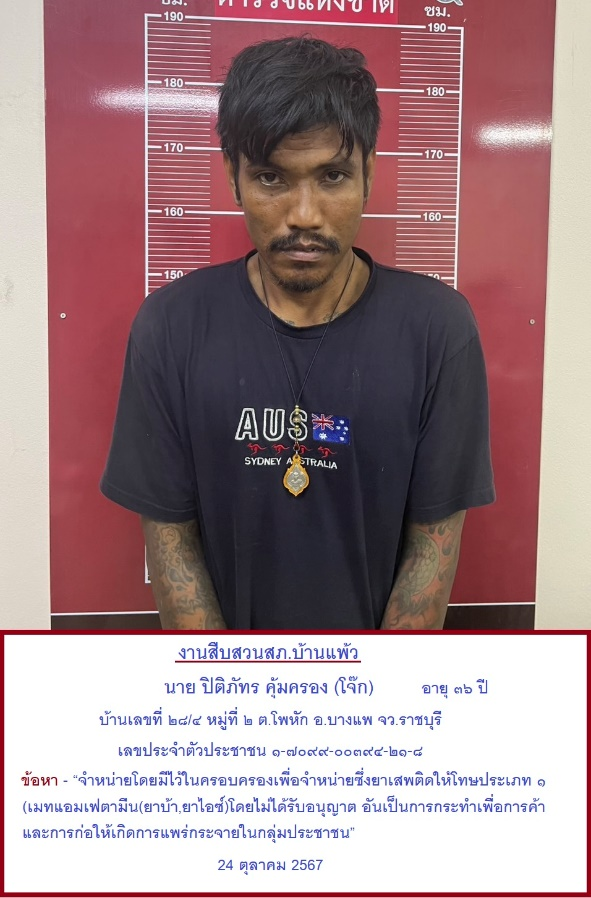 ตำรวจแห่งชาติ
ซม. ซม.
190 190
180 180
170 170
160 160
150 150
AUS
SYDNEY AUSTRALIA
งานสืบสวนสภ.บ้านแพ้ว
นาย ปิติภัทร คุ้มครอง (โจ๊ก) อายุ ๓๖ ปี
บ้านเลขที่ ๒๘/๔ หมู่ที่ ๒ ต.โพหัก อ.บางแพ จว.ราชบุรี
เลขประจำตัวประชาชน ๑-๗๐๙๙-๐๐๓๙๔-๒๑-๘
ข้อหา - “จำหน่ายโดยมีไว้ในครอบครองเพื่อจำหน่ายซึ่งยาเสพติดให้โทษประเภท ๑
(เมทแอมเฟตามีน(ยาบ้า,ยาไอซ์)โดยไม่ได้รับอนุญาต อันเป็นการกระทำเพื่อการค้า
และการก่อให้เกิดการแพร่กระจายในกลุ่มประชาชน”
24 ตุลาคม 2567